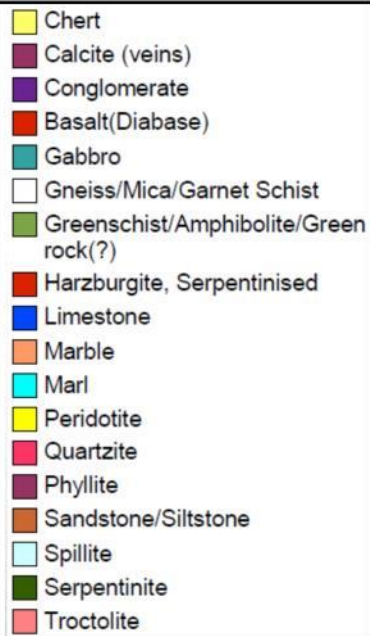 Chert
Calcite (veins)
Conglomerate
Basalt(Diabase)
Gabbro
Gneiss/Mica/Garnet Schist
Greenschist/Amphibolite/Green
rock(?)
Harzburgite, Serpentinised
Limestone
Marble
Marl
Peridotite
Quartzite
Phyllite
Sandstone/Siltstone
Spillite
Serpentinite
Troctolite